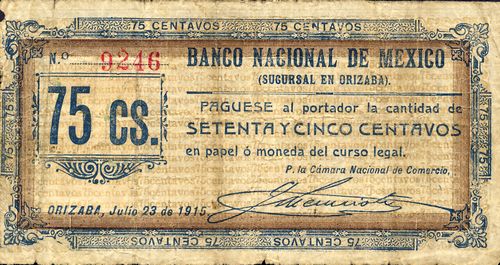 75 CENTAVOS
N.o 9246
BANCO NACIONAL DE MEXICO
(SUCURSAL EN ORIZABA).
75 CS.
PAGUESE al portador la cantidad de
SETENTA Y CINCO CENTAVOS
en papel ó moneda del curso legal.
P. la Cámara Nacional de Comercio,
ORIZABA, Julio 23 de 1915
75 CENTAVOS
75 CENTAVOS
75 CENTAVOS